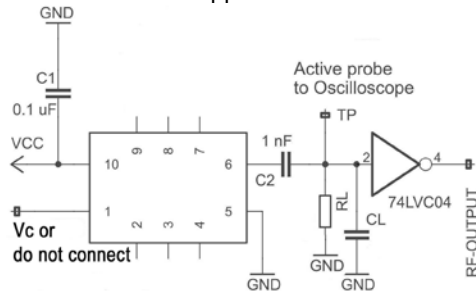 GND
C1
0.1 uF
VCC
10
9
8
7
6
1
2
3
4
5
Vc or
do not connect
1 nF
C2
GND
Active probe
to Oscilloscope
TP
RL
GND
CL
GND
2
4
74LVC04
RF-OUTPUT